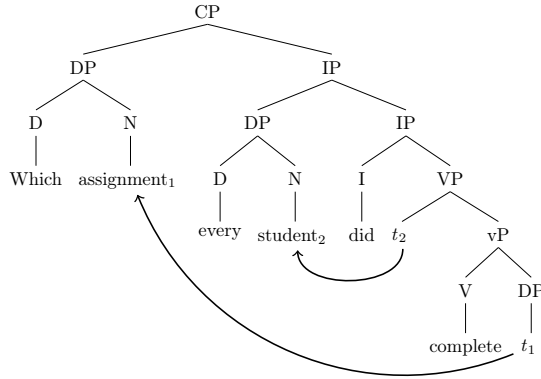 CP
DP IP
D N DP IP
Which assignment₁ D N I VP
every student₂ did t₂ vP
V DP
complete t₁